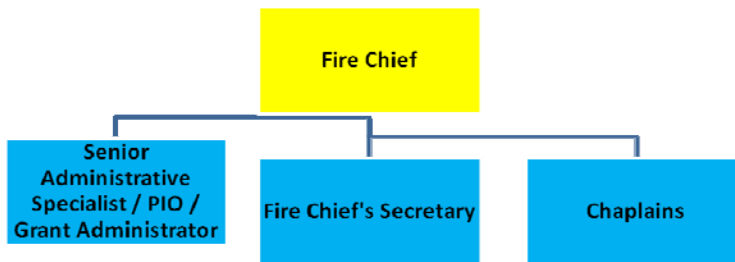 Fire Chief
Senior
Administrative
Specialist / PIO /
Grant Administrator
Fire Chief's Secretary
Chaplains